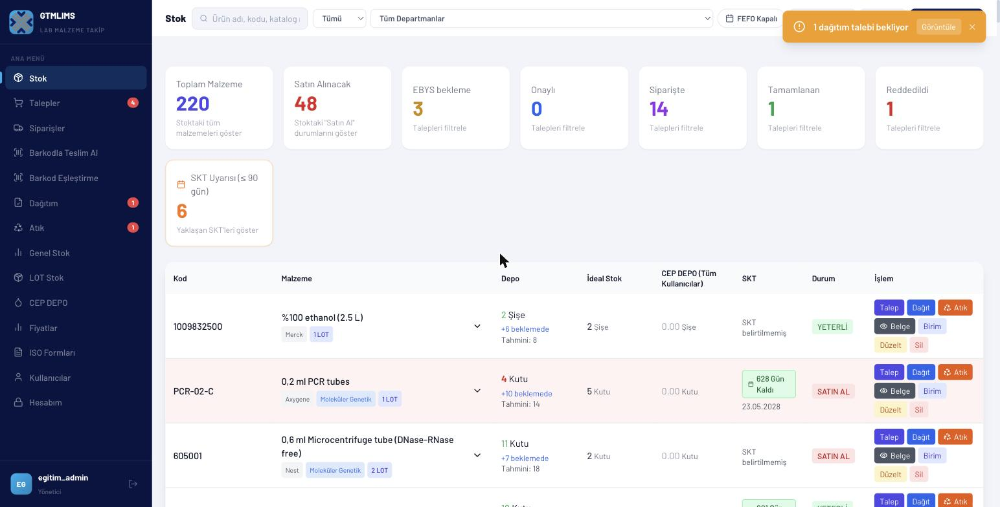 GTMLIMS
LAB MALZEME TAKİP
ANA MENÜ
Stok
Talepler 4
Siparişler
Barkodla Teslim Al
Barkod Eşleştirme
Dağıtım 1
Atık 1
Genel Stok
LOT Stok
CEP DEPO
Fiyatlar
ISO Formları
Kullanıcılar
Hesabım
EG egitim_admin
Yönetici
Stok
Ürün adı, kodu, katalog
Tümü
Tüm Departmanlar
FEFO Kapalı
1 dağıtım talebi bekliyor Görüntüle
Toplam Malzeme
220
Stoktaki tüm
malzemeleri göster
Satın Alınacak
48
Stoktaki "Satın Al"
durumlarını göster
EBYS bekleme
3
Talepleri filtrele
Onaylı
0
Talepleri filtrele
Siparişte
14
Talepleri filtrele
Tamamlanan
1
Talepleri filtrele
Reddedildi
1
Talepleri filtrele
SKT Uyarısı (≤ 90
gün)
6
Yaklaşan SKT'leri göster
Kod Malzeme Depo İdeal Stok CEP DEPO (Tüm
Kullanıcılar) SKT Durum İşlem
1009832500
%100 ethanol (2.5 L)
Merck 1 LOT
2 Şişe
+6 beklemede
Tahmini: 8
2 Şişe
0.00 Şişe
SKT
belirtilmemiş
YETERLİ
Talep Dağıt Atık
Belge Birim
Düzelt Sil
PCR-02-C
0,2 ml PCR tubes
Axygene Moleküler Genetik 1 LOT
4 Kutu
+10 beklemede
Tahmini: 14
5 Kutu
0.00 Kutu
628 Gün
Kaldı
23.05.2028
SATIN AL
Talep Dağıt Atık
Belge Birim
Düzelt Sil
605001
0,6 ml Microcentrifuge tube (DNase-RNase
free)
Nest Moleküler Genetik 2 LOT
11 Kutu
+7 beklemede
Tahmini: 18
2 Kutu
0.00 Kutu
SKT
belirtilmemiş
SATIN AL
Talep Dağıt Atık
Belge Birim
Düzelt Sil
Talep Dağıt Atık